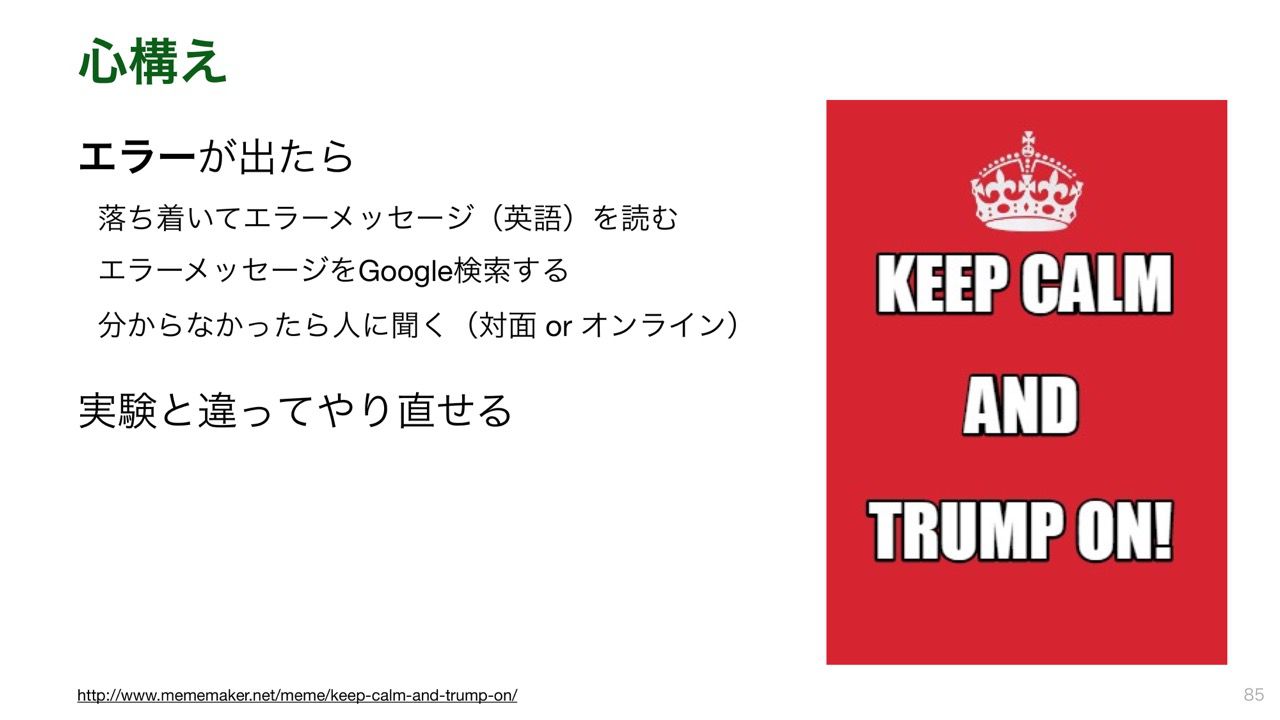 心構え
エラーが出たら
落ち着いてエラーメッセージ（英語）を読む
エラーメッセージをGoogle検索する
分からなかったら人に聞く（対面 or オンライン）
実験と違ってやり直せる
KEEP CALM
AND
TRUMP ON!
http://www.mememaker.net/meme/keep-calm-and-trump-on/
85